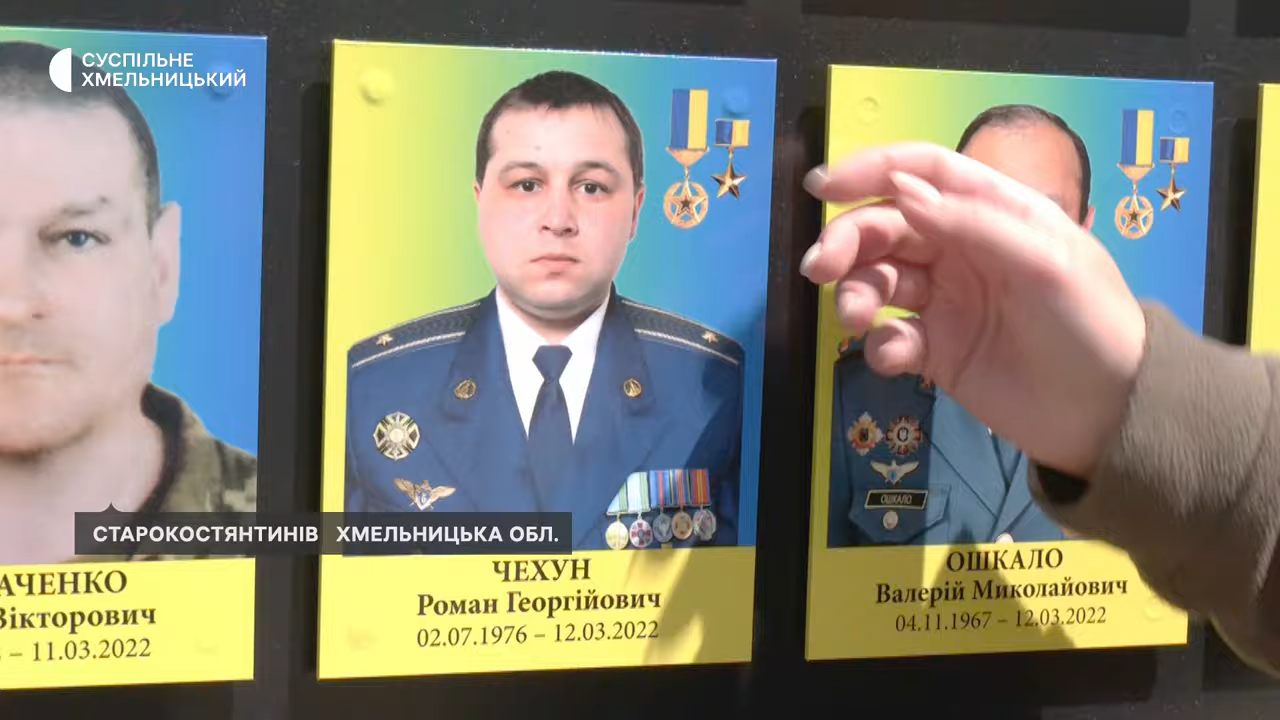 СУСПІЛЬНЕ
ХМЕЛЬНИЦЬКИЙ
ОШКАЛО
СТАРОКОСТЯНТИНІВ ХМЕЛЬНИЦЬКА ОБЛ.
АЧЕНКО
Вікторович
– 11.03.2022
ЧЕХУН
Роман Георгійович
02.07.1976 – 12.03.2022
ОШКАЛО
Валерій Миколайович
04.11.1967 – 12.03.2022